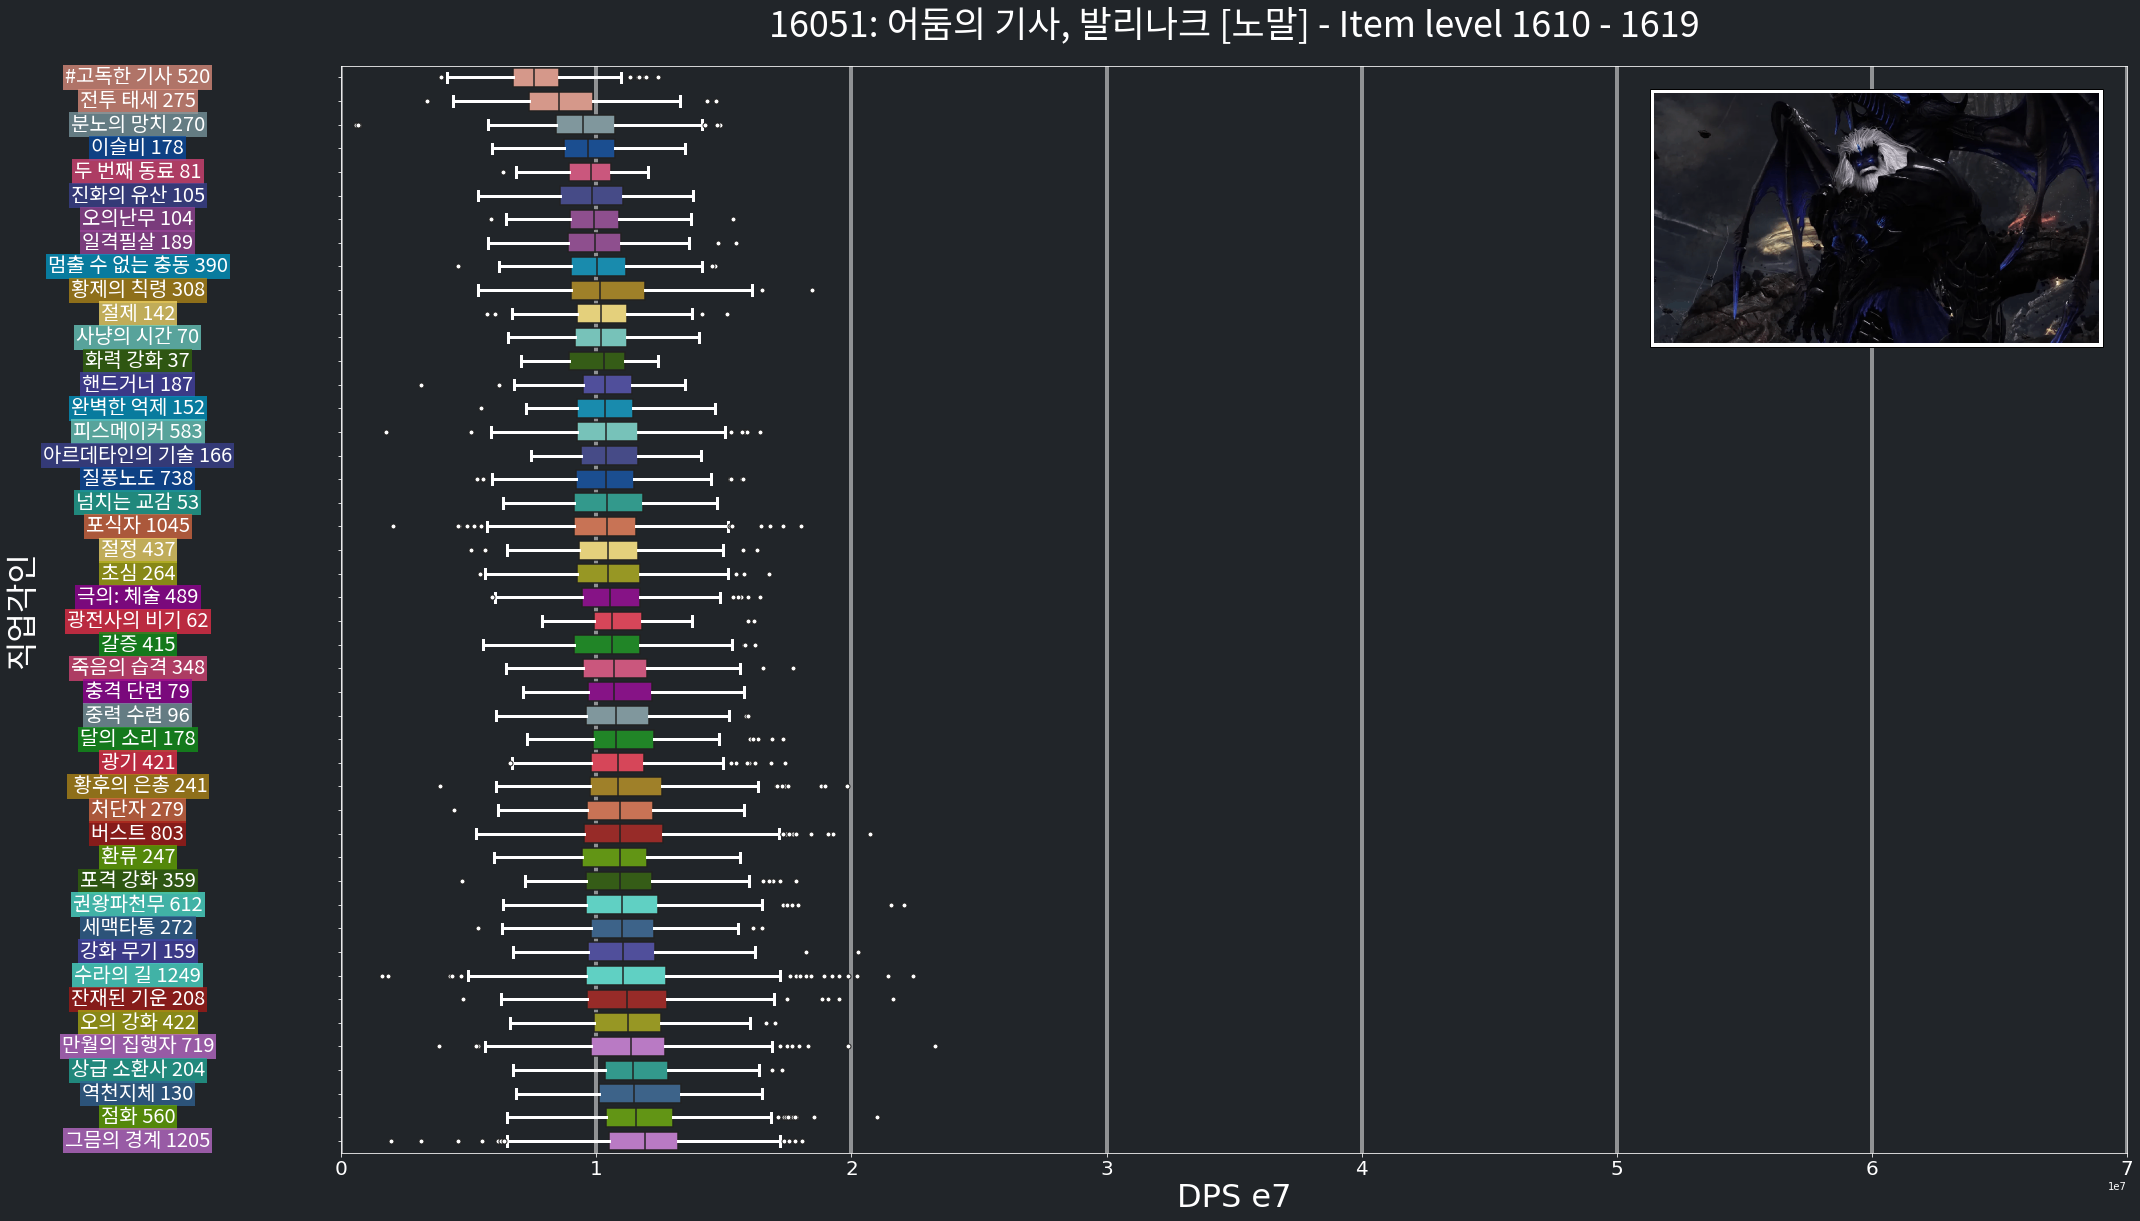 16051: 어둠의 기사, 발리나크 [노말] - Item level 1610 - 1619
#고독한 기사 520
전투 태세 275
분노의 망치 270
이슬비 178
두 번째 동료 81
진화의 유산 105
오의난무 104
일격필살 189
멈출 수 없는 충동 390
황제의 칙령 308
절제 142
사냥의 시간 70
화력 강화 37
핸드거너 187
완벽한 억제 152
피스메이커 583
아르데타인의 기술 166
질풍노도 738
넘치는 교감 53
포식자 1045
절정 437
초심 264
극의: 체술 489
광전사의 비기 62
갈증 415
죽음의 습격 348
충격 단련 79
중력 수련 96
달의 소리 178
광기 421
황후의 은총 241
처단자 279
버스트 803
환류 247
포격 강화 359
권왕파천무 612
세맥타통 272
강화 무기 159
수라의 길 1249
잔재된 기운 208
오의 강화 422
만월의 집행자 719
상급 소환사 204
역천지체 130
점화 560
그믐의 경계 1205
직업각인
0 1 2 3 4 5 6 7
1e7
DPS e7